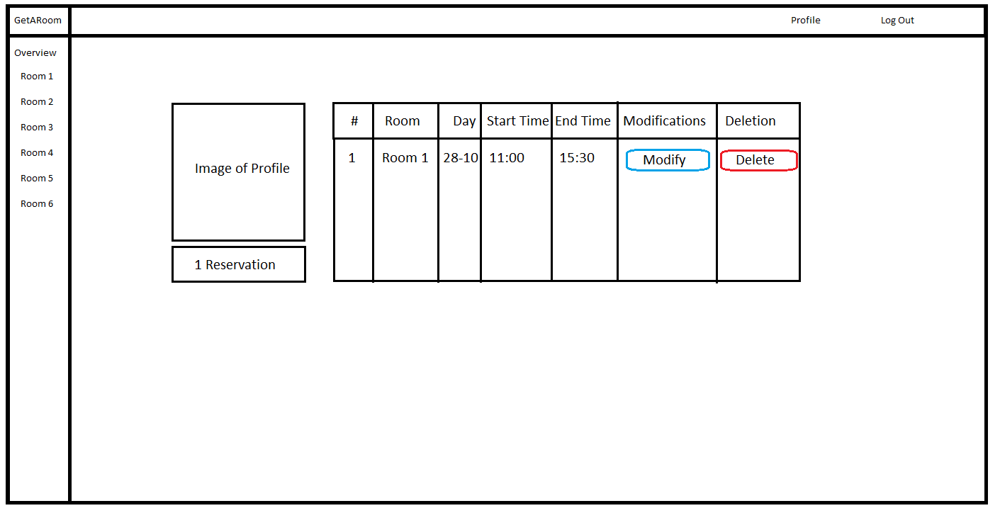 GetARoom
Profile
Log Out
Overview
Room 1
Room 2
Room 3
Room 4
Room 5
Room 6
Image of Profile
1 Reservation
# Room Day Start Time End Time Modifications Deletion
1 Room 1 28-10 11:00 15:30 Modify Delete